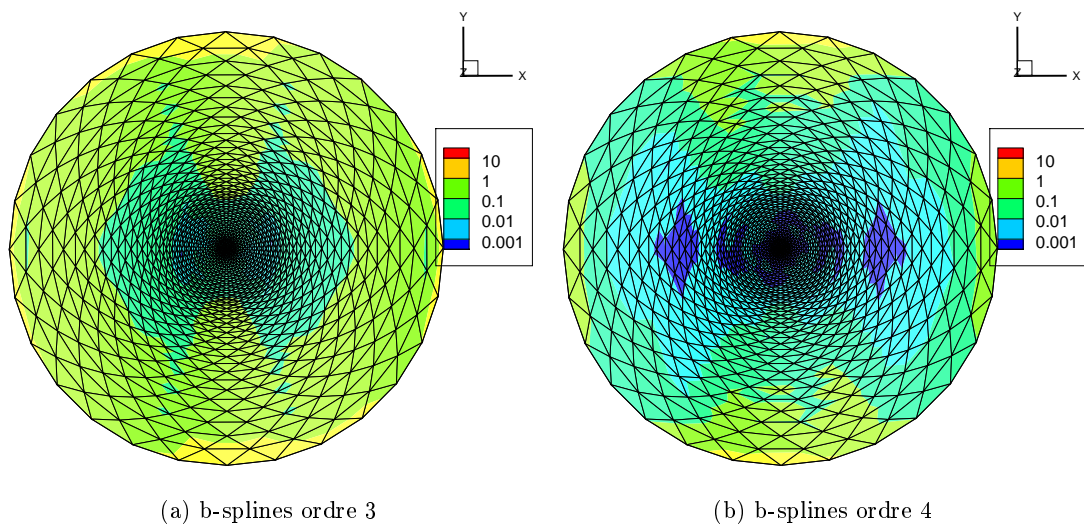 Y
Z
X
10
1
0.1
0.01
0.001
Y
Z
X
10
1
0.1
0.01
0.001
(a) b-splines ordre 3
(b) b-splines ordre 4